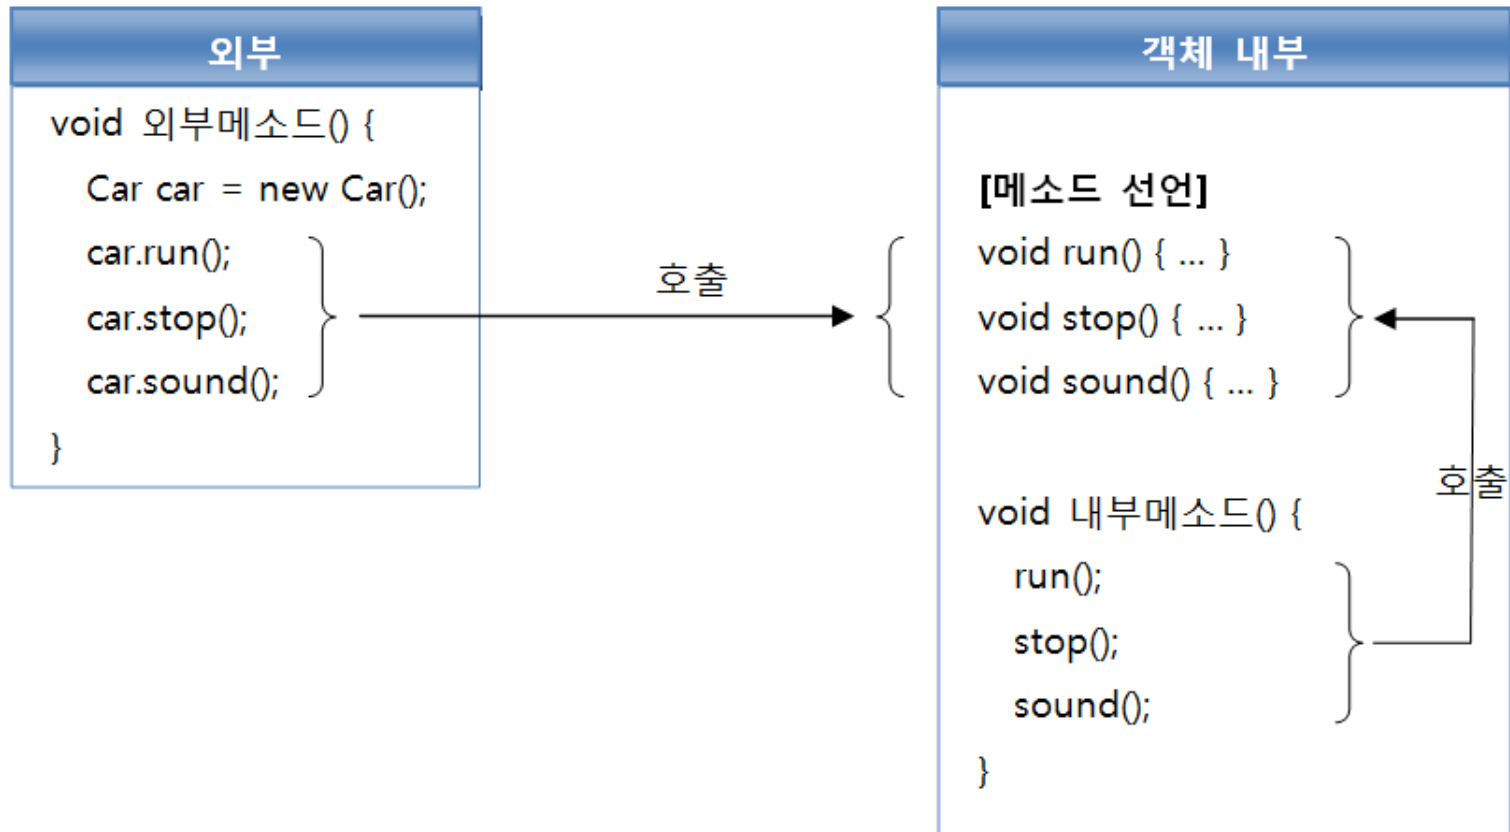 외부
void 외부메소드() {
Car car = new Car();
car.run();
car.stop();
car.sound();
}
호출
객체 내부
[메소드 선언]
void run() { ... }
void stop() { ... }
void sound() { ... }
호출
void 내부메소드() {
run();
stop();
sound();
}